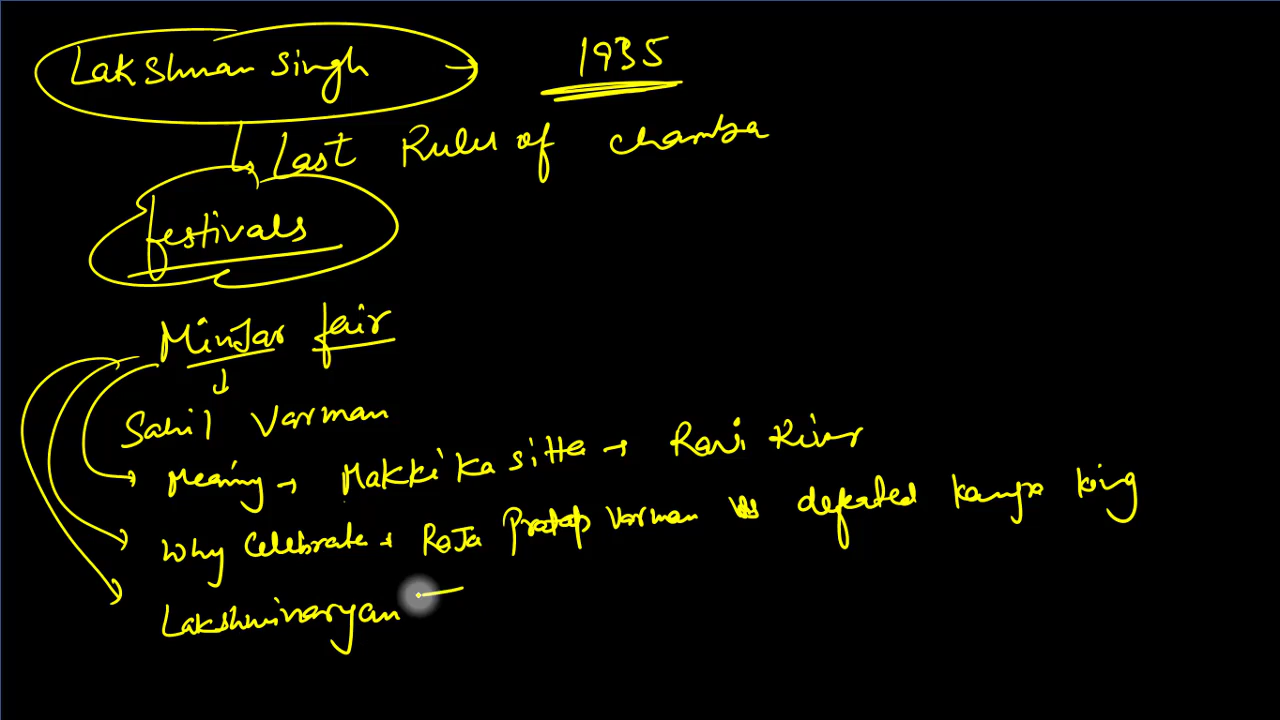 Lakshman Singh → 1935
Last Ruler of chamba
festivals
Minjar fair
Sahil Varman
Meaning → Makki ka sitta → Ravi River
Why Celebrate → Raja Pratap Varman defeated kangra king
Lakshminaryan